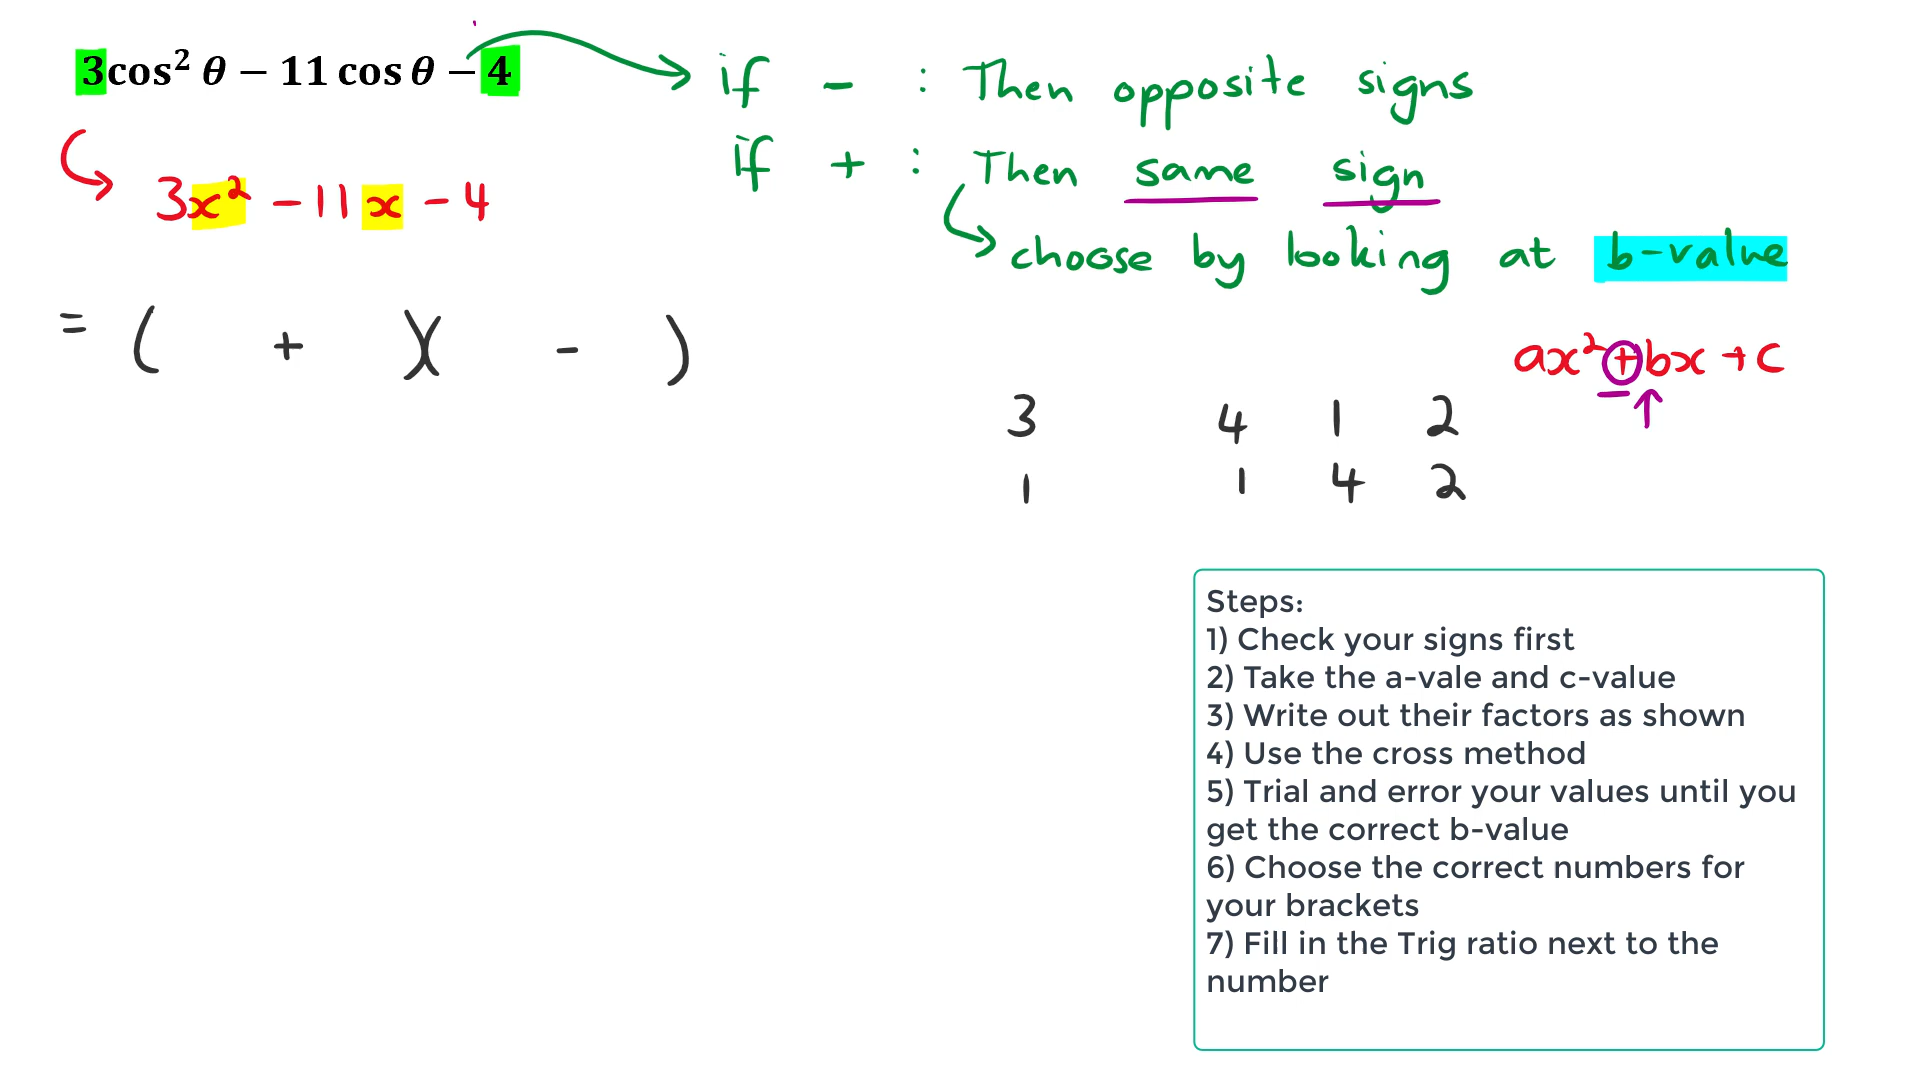 3cos² θ – 11 cos θ – 4
if - : Then opposite signs
if + : Then same sign
3x² - 11x - 4
choose by looking at b-value
= ( + )( - )
ax² + bx + c
3 4 1 2
1 1 4 2
Steps:
1) Check your signs first
2) Take the a-vale and c-value
3) Write out their factors as shown
4) Use the cross method
5) Trial and error your values until you
get the correct b-value
6) Choose the correct numbers for
your brackets
7) Fill in the Trig ratio next to the
number